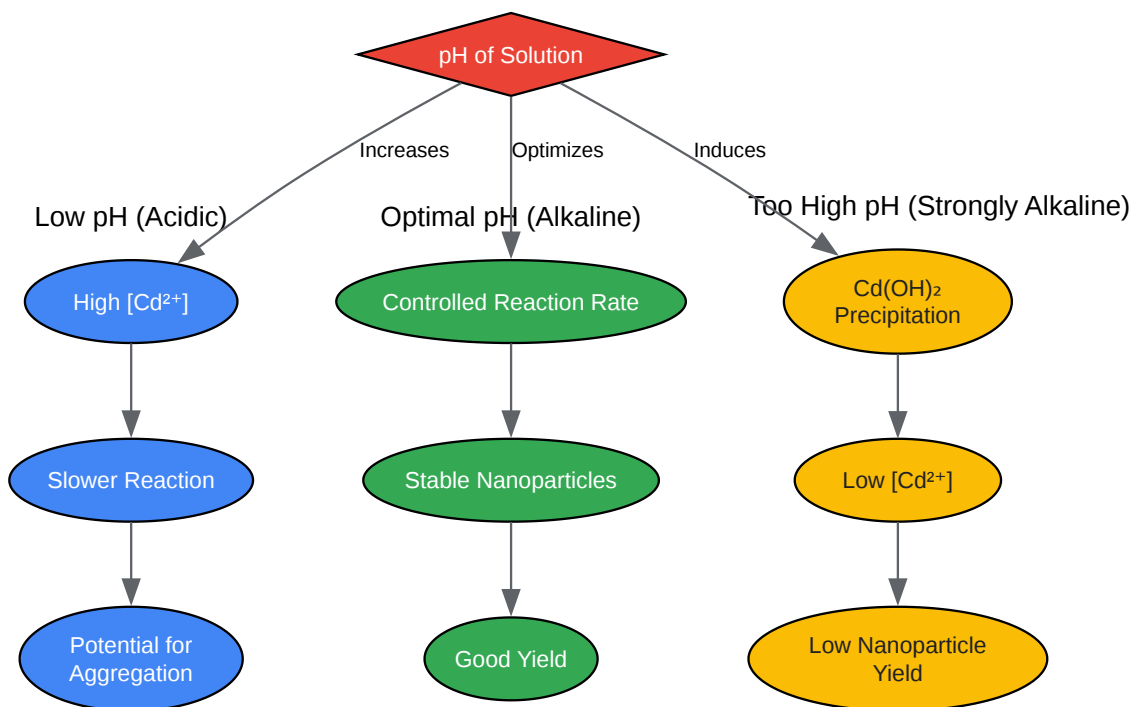 pH of Solution
Increases
Optimizes
Induces
Low pH (Acidic)
Optimal pH (Alkaline)
Too High pH (Strongly Alkaline)
High [Cd²⁺]
Controlled Reaction Rate
Cd(OH)₂
Precipitation
Slower Reaction
Stable Nanoparticles
Low [Cd²⁺]
Potential for
Aggregation
Good Yield
Low Nanoparticle
Yield